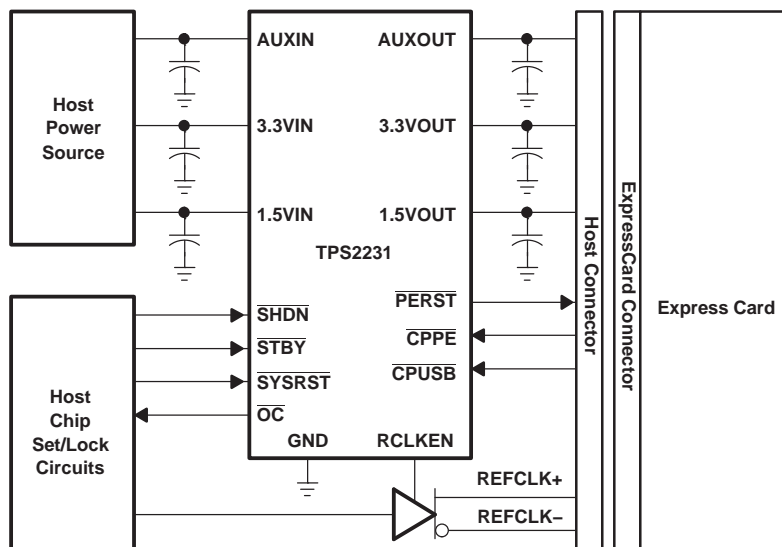 AUXIN
AUXOUT
Host
Power
Source
3.3VIN
3.3VOUT
1.5VIN
1.5VOUT
TPS2231
Host Connector
ExpressCard Connector
Express Card
SHDN
PERST
STBY
CPPE
SYSRST
CPUSB
OC
Host
Chip
Set/Lock
Circuits
GND
RCLKEN
REFCLK+
REFCLK–